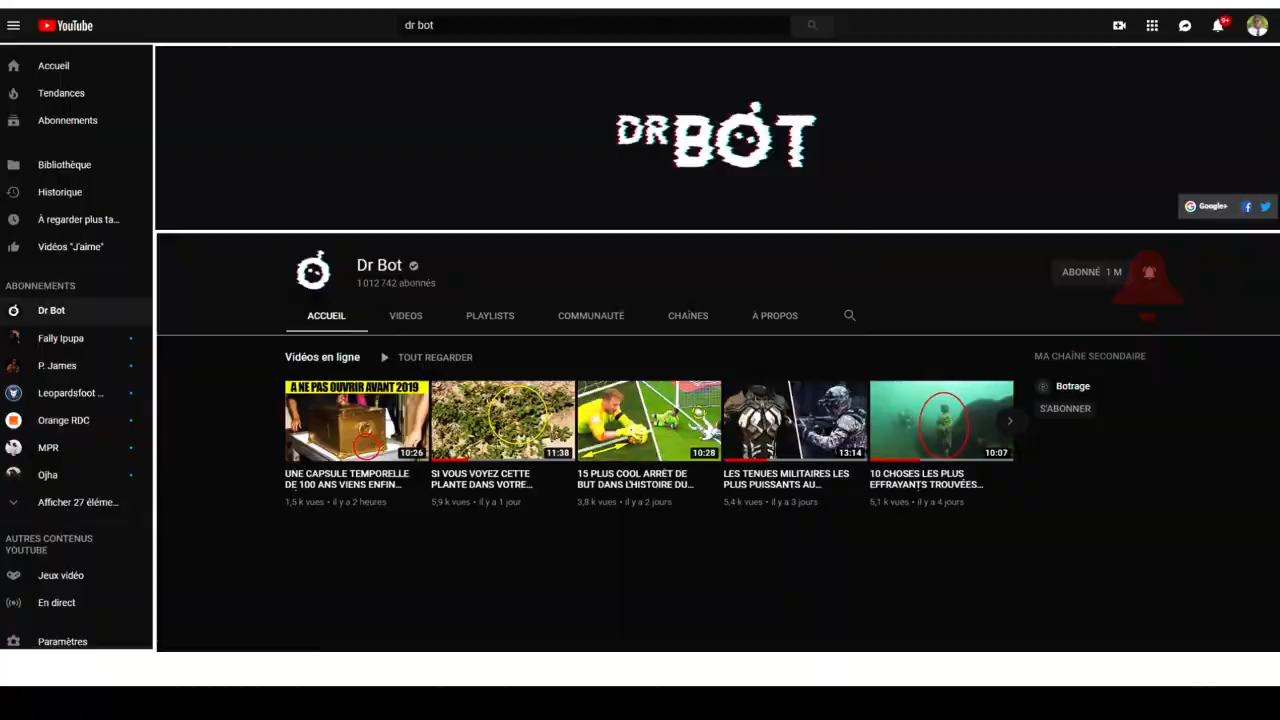 YouTube
dr bot
9+
Accueil
Tendances
Abonnements
Bibliothèque
Historique
À regarder plus ta...
Vidéos "J'aime"
ABONNEMENTS
Dr Bot
Fally Ipupa
P. James
Leopardsfoot ...
Orange RDC
MPR
Ojha
Afficher 27 éléme...
AUTRES CONTENUS
YOUTUBE
Jeux vidéo
En direct
Paramètres
DR BOT
Google+
Dr Bot
1 012 742 abonnés
ABONNÉ 1 M
ACCUEIL VIDEOS PLAYLISTS COMMUNAUTÉ CHAÎNES À PROPOS
Vidéos en ligne TOUT REGARDER
A NE PAS OUVRIR AVANT 2019
10:26
UNE CAPSULE TEMPORELLE
DE 100 ANS VIENS ENFIN...
1,5 k vues • il y a 2 heures
11:38
SI VOUS VOYEZ CETTE
PLANTE DANS VOTRE...
5,9 k vues • il y a 1 jour
10:28
15 PLUS COOL ARRÊT DE
BUT DANS L'HISTOIRE DU...
3,8 k vues • il y a 2 jours
13:14
LES TENUES MILITAIRES LES
PLUS PUISSANTS AU...
5,4 k vues • il y a 3 jours
10:07
10 CHOSES LES PLUS
EFFRAYANTS TROUVÉES...
5,1 k vues • il y a 4 jours
MA CHAÎNE SECONDAIRE
Botrage
S'ABONNER